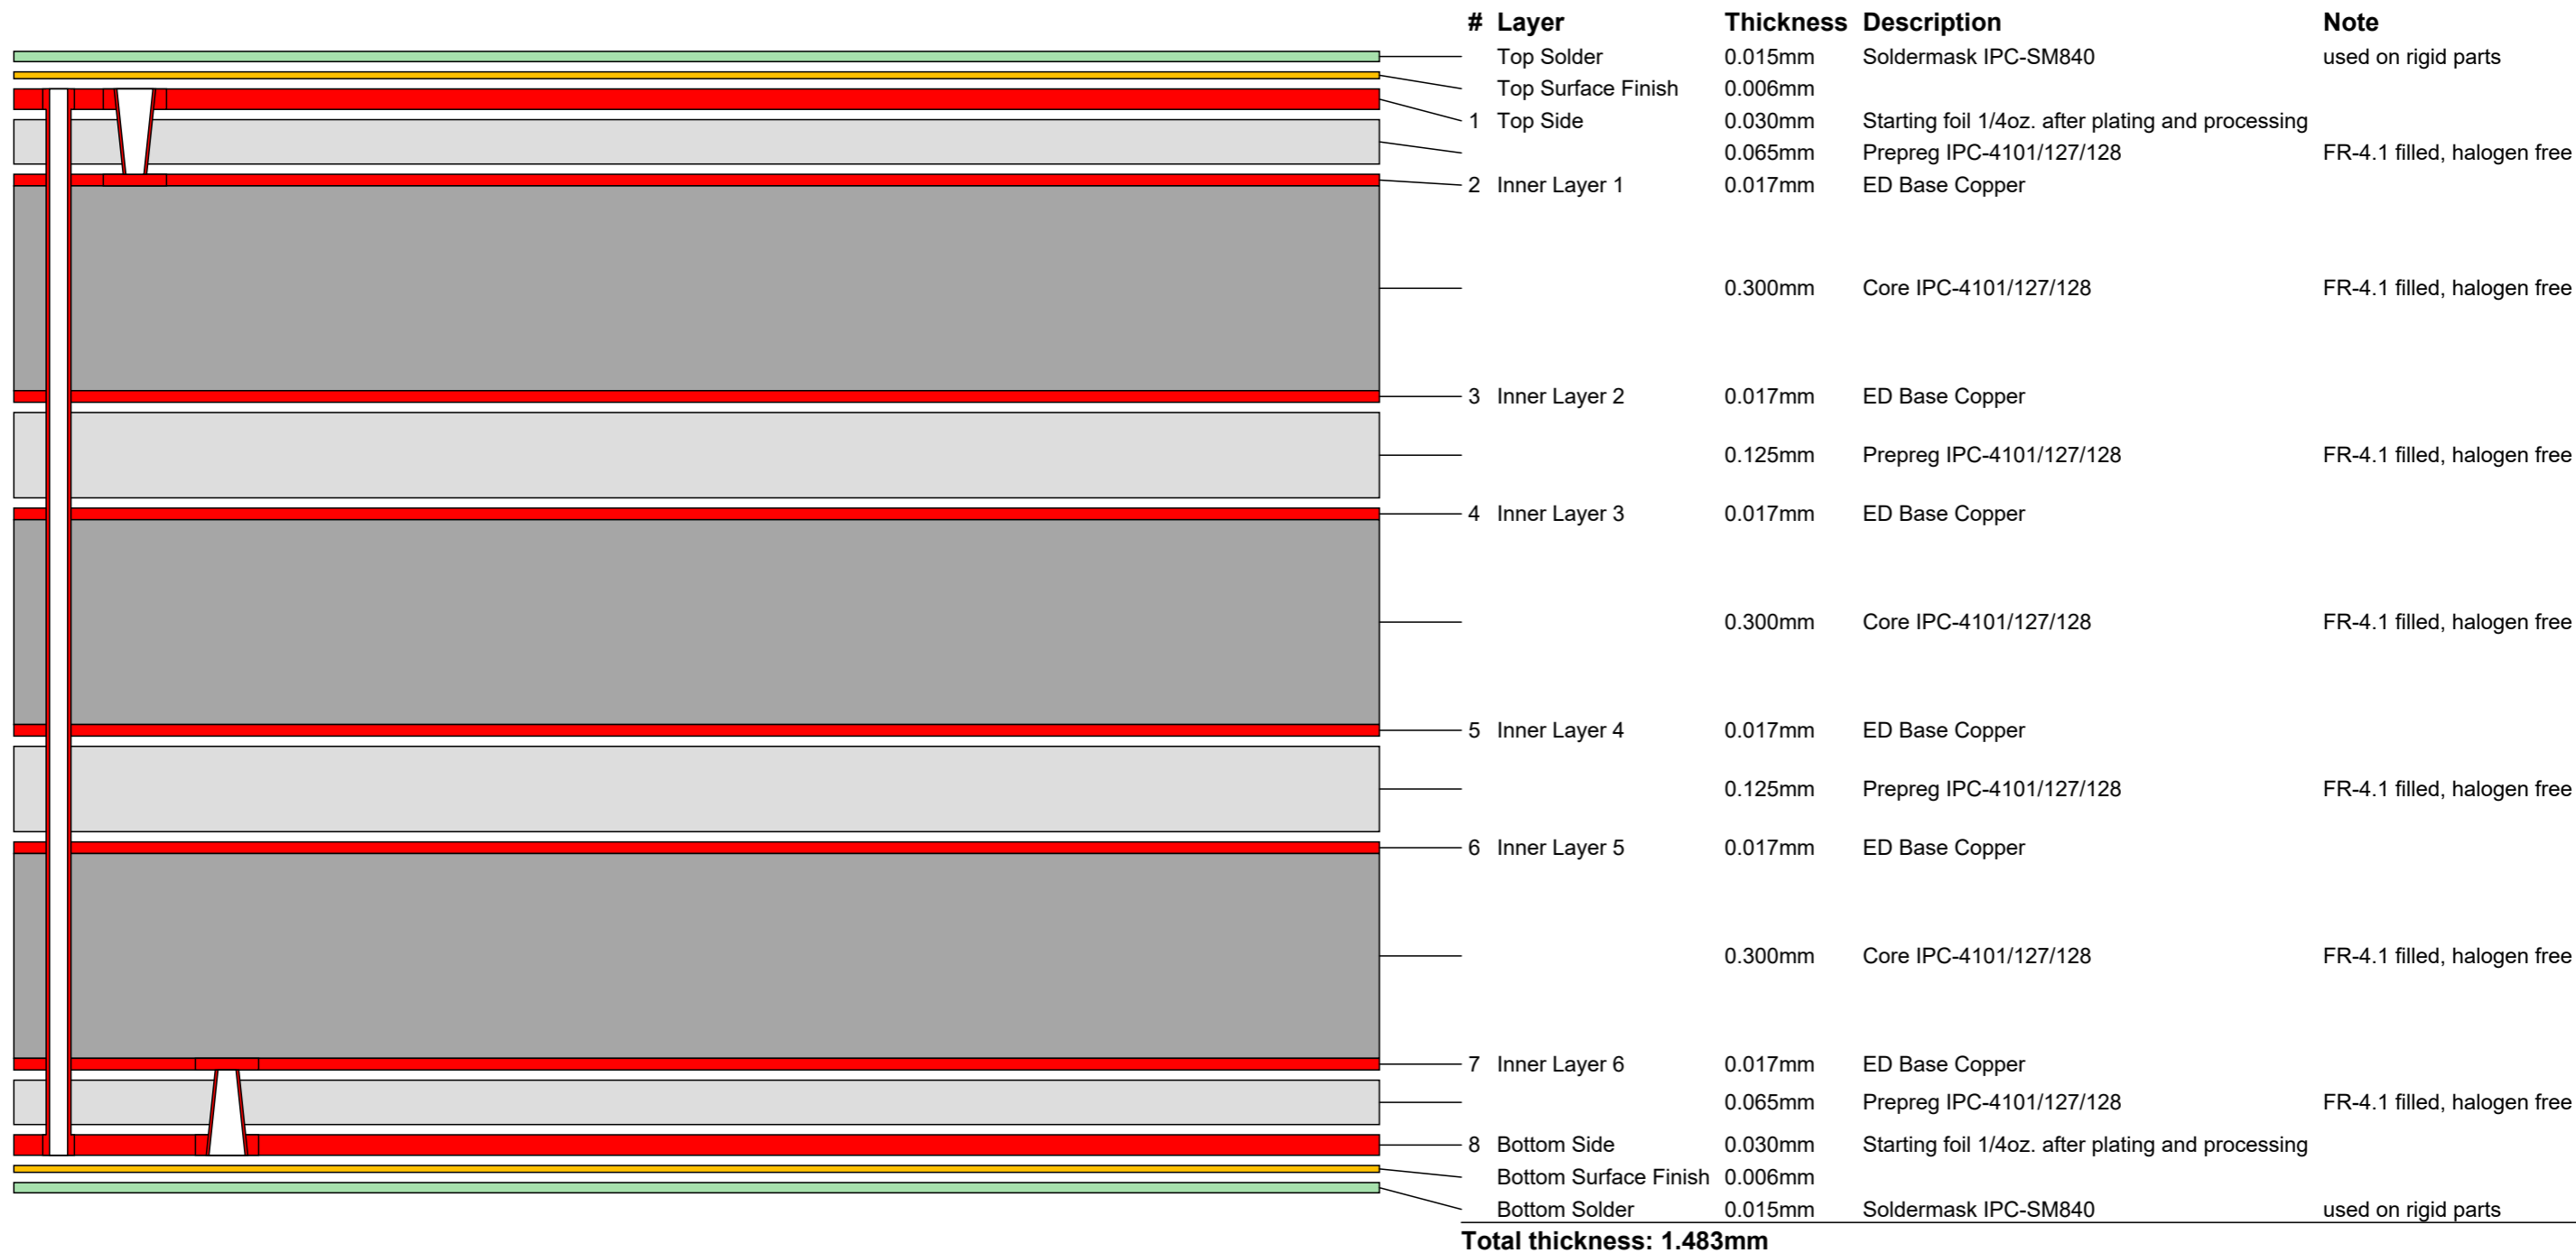 # Layer Thickness Description Note
Top Solder 0.015mm Soldermask IPC-SM840 used on rigid parts
Top Surface Finish 0.006mm
1 Top Side 0.030mm Starting foil 1/4oz. after plating and processing
0.065mm Prepreg IPC-4101/127/128 FR-4.1 filled, halogen free
2 Inner Layer 1 0.017mm ED Base Copper
0.300mm Core IPC-4101/127/128 FR-4.1 filled, halogen free
3 Inner Layer 2 0.017mm ED Base Copper
0.125mm Prepreg IPC-4101/127/128 FR-4.1 filled, halogen free
4 Inner Layer 3 0.017mm ED Base Copper
0.300mm Core IPC-4101/127/128 FR-4.1 filled, halogen free
5 Inner Layer 4 0.017mm ED Base Copper
0.125mm Prepreg IPC-4101/127/128 FR-4.1 filled, halogen free
6 Inner Layer 5 0.017mm ED Base Copper
0.300mm Core IPC-4101/127/128 FR-4.1 filled, halogen free
7 Inner Layer 6 0.017mm ED Base Copper
0.065mm Prepreg IPC-4101/127/128 FR-4.1 filled, halogen free
8 Bottom Side 0.030mm Starting foil 1/4oz. after plating and processing
Bottom Surface Finish 0.006mm
Bottom Solder 0.015mm Soldermask IPC-SM840 used on rigid parts
Total thickness: 1.483mm